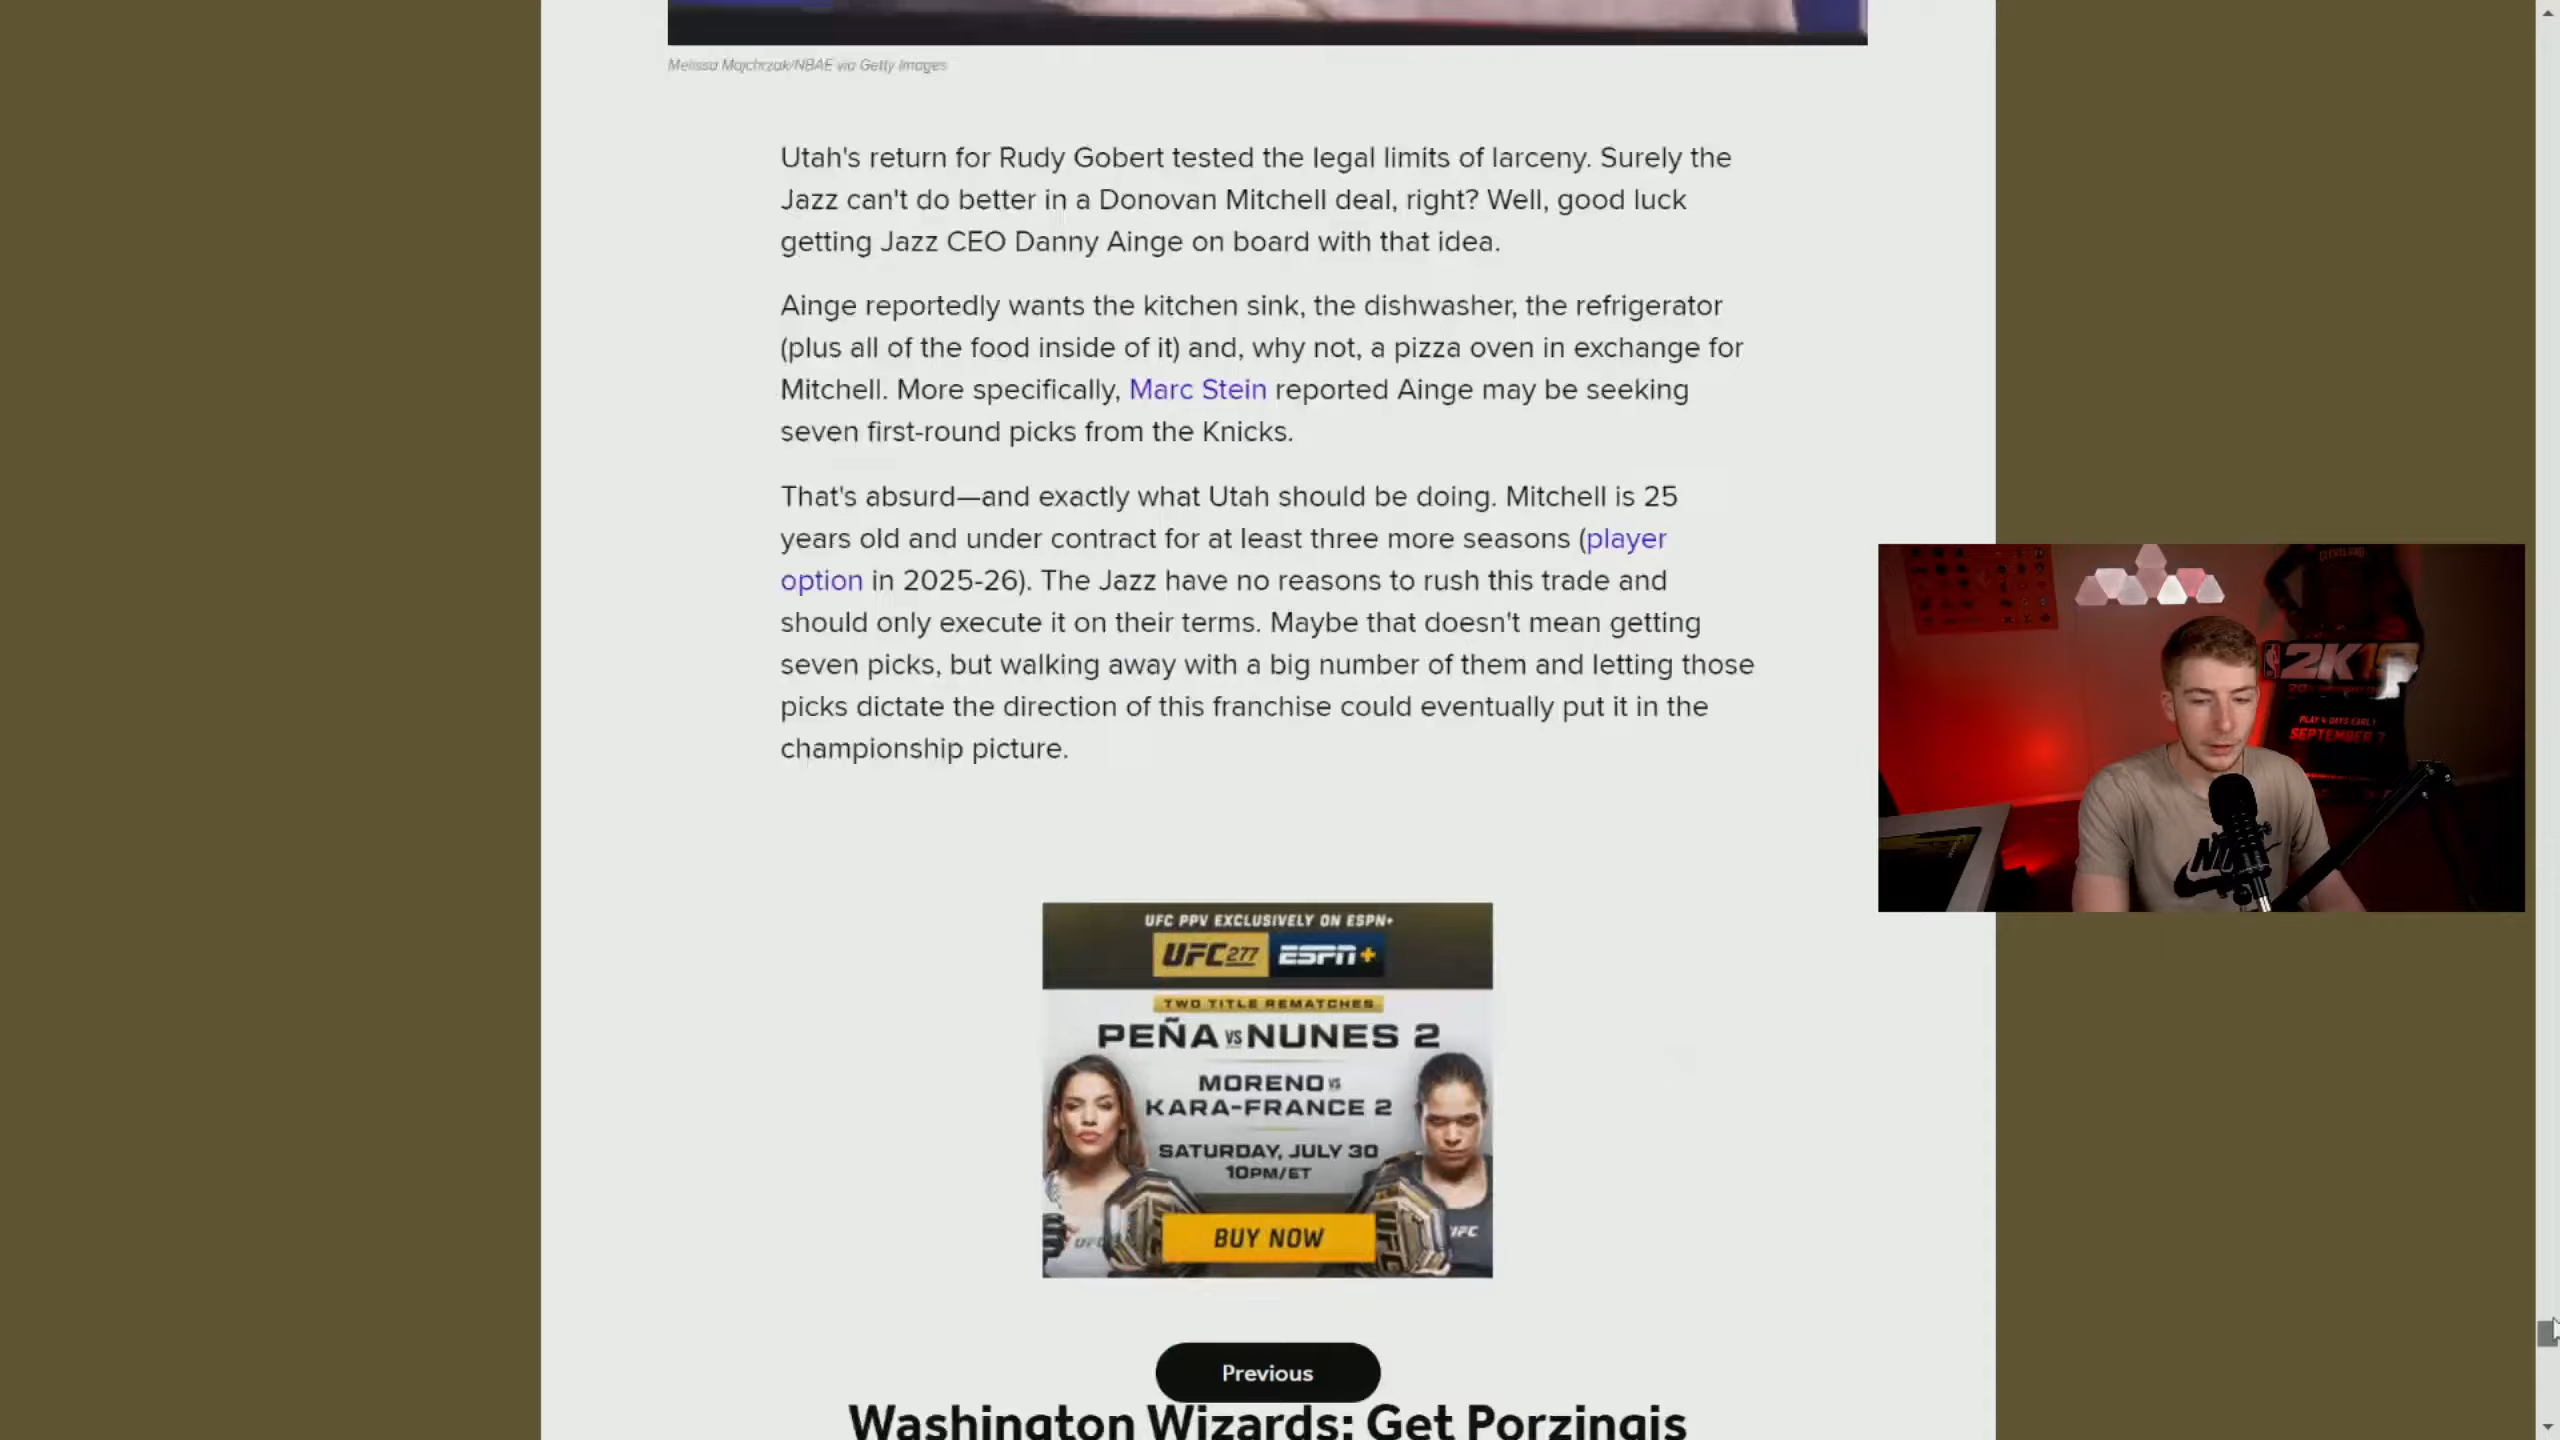 Melissa Majchrzak/NBAE via Getty Images
Utah's return for Rudy Gobert tested the legal limits of larceny. Surely the
Jazz can't do better in a Donovan Mitchell deal, right? Well, good luck
getting Jazz CEO Danny Ainge on board with that idea.
Ainge reportedly wants the kitchen sink, the dishwasher, the refrigerator
(plus all of the food inside of it) and, why not, a pizza oven in exchange for
Mitchell. More specifically, Marc Stein reported Ainge may be seeking
seven first-round picks from the Knicks.
That's absurd—and exactly what Utah should be doing. Mitchell is 25
years old and under contract for at least three more seasons (player
option in 2025-26). The Jazz have no reasons to rush this trade and
should only execute it on their terms. Maybe that doesn't mean getting
seven picks, but walking away with a big number of them and letting those
picks dictate the direction of this franchise could eventually put it in the
championship picture.
CLEVELAND
2K19
PLAY 4 DAYS EARLY
SEPTEMBER 7
UFC PPV EXCLUSIVELY ON ESPN+
UFC 277 ESPN+
TWO TITLE REMATCHES
PEÑA VS NUNES 2
MORENO VS
KARA-FRANCE 2
SATURDAY, JULY 30
10PM/ET
BUY NOW
UFC
UFC
Previous
Washington Wizards: Get Porzingis